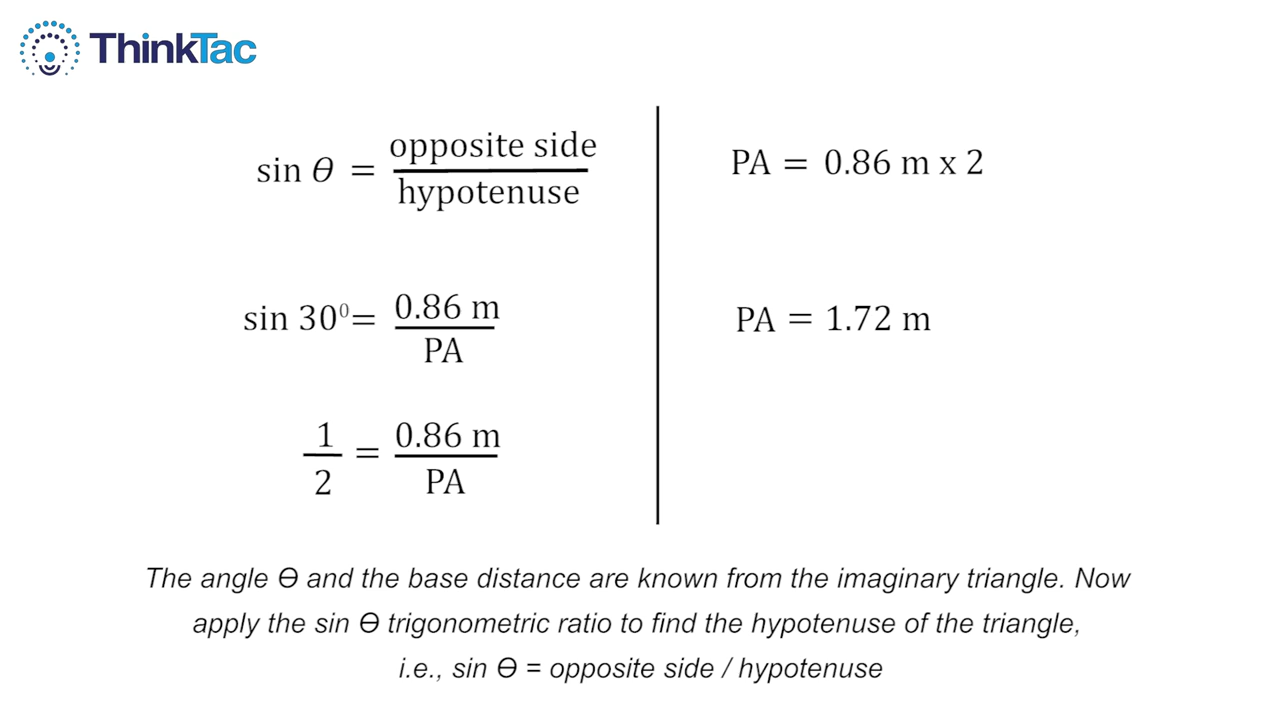 ThinkTac
sin θ = opposite side / hypotenuse
sin 30⁰ = 0.86 m / PA
1 / 2 = 0.86 m / PA
PA = 0.86 m x 2
PA = 1.72 m
The angle Ө and the base distance are known from the imaginary triangle. Now
apply the sin Ө trigonometric ratio to find the hypotenuse of the triangle,
i.e., sin Ө = opposite side / hypotenuse